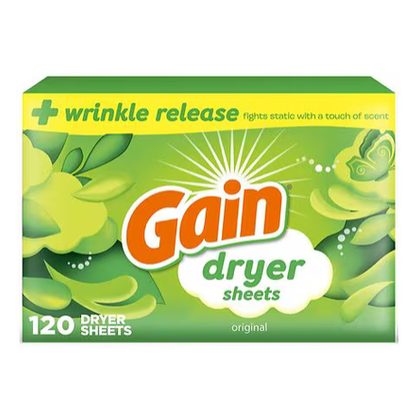 + wrinkle release fights static with a touch of scent
Gain®
dryer
sheets
original
120 DRYER
SHEETS